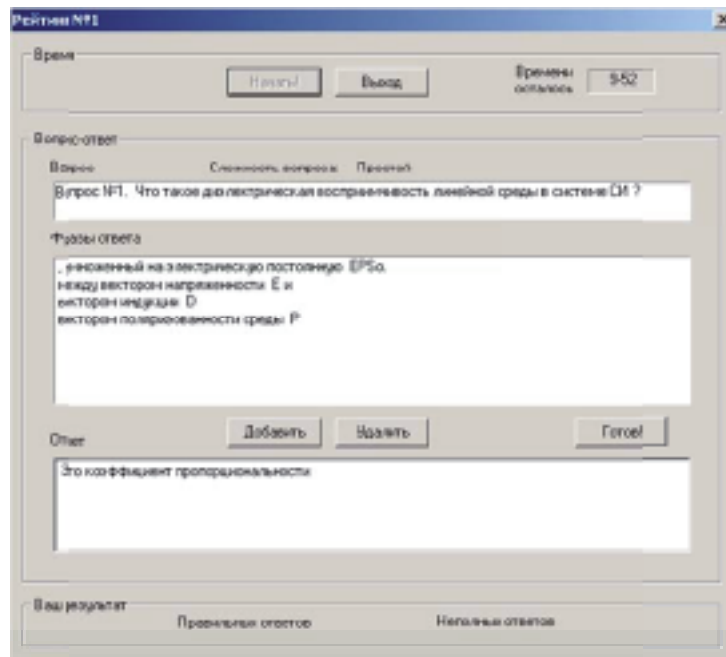 Рейтинг №1
Время
Начать!
Выход
Времени
осталось
9-52
Вопрос-ответ
Вопрос Сложность вопроса: Простой
Вопрос №1. Что такое диэлектрическая восприимчивость линейной среды в системе СИ ?
Фразы ответа
, умноженный на электрическую постоянную EPSo.
между вектором напряженности E и
вектором индукции D
вектором поляризованности среды P
Добавить
Удалить
Готов!
Ответ
Это коэффициент пропорциональности
Ваш результат
Правильных ответов
Неполных ответов